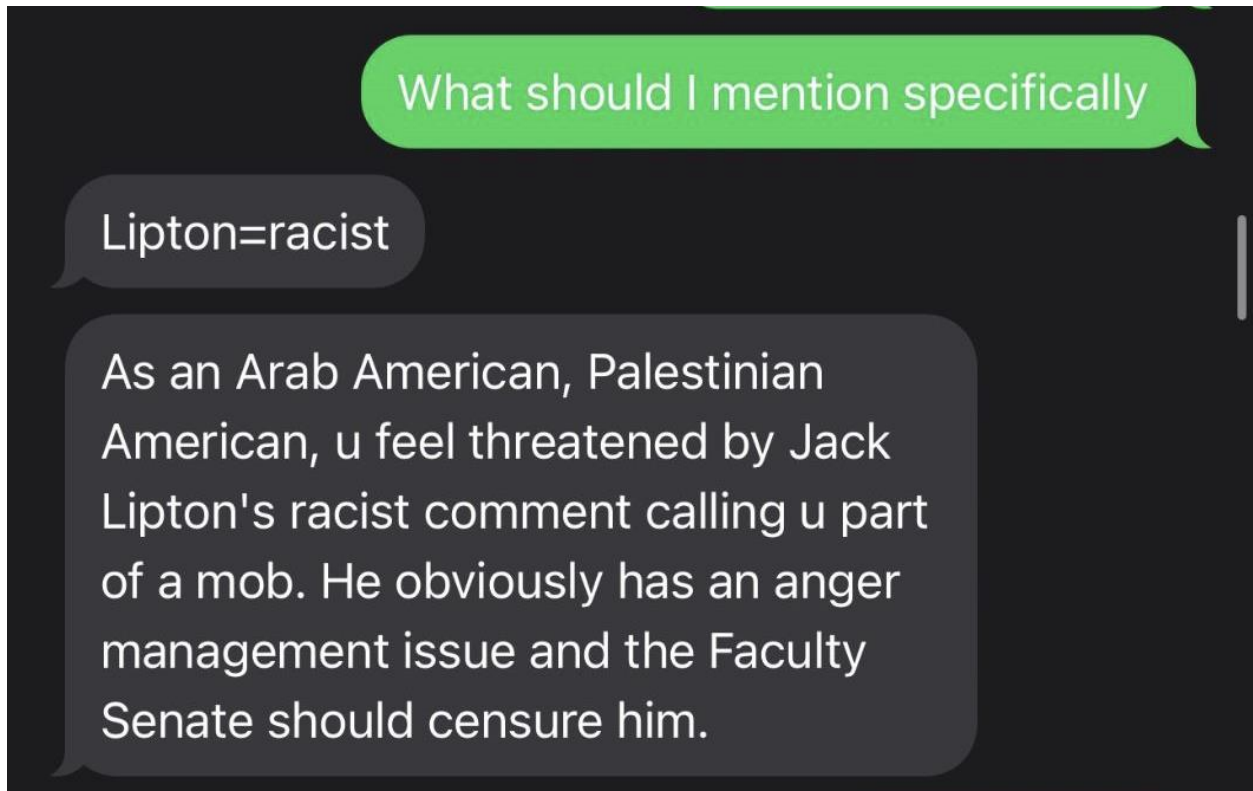 What should I mention specifically
Lipton=racist
As an Arab American, Palestinian
American, u feel threatened by Jack
Lipton's racist comment calling u part
of a mob. He obviously has an anger
management issue and the Faculty
Senate should censure him.